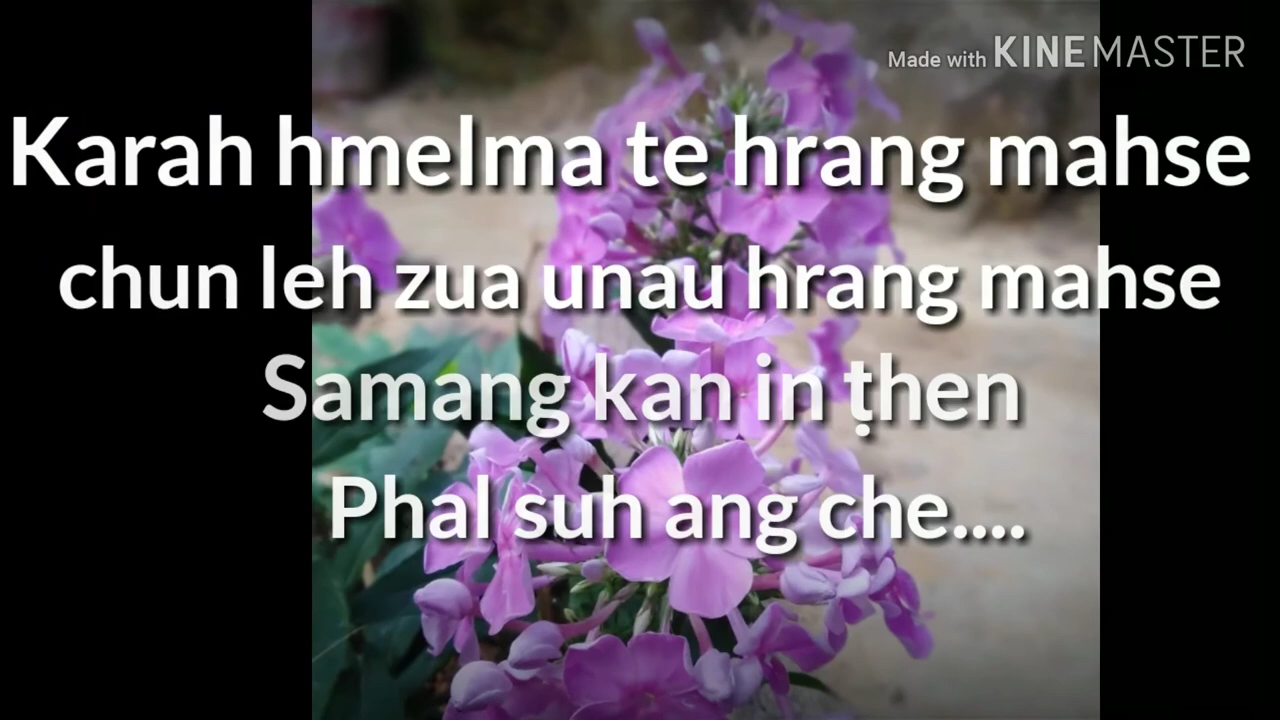 Made with KINEMASTER
Karah hmelma te hrang mahse
chun leh zua unau hrang mahse
Samang kan in ṭhen
Phal suh ang che....